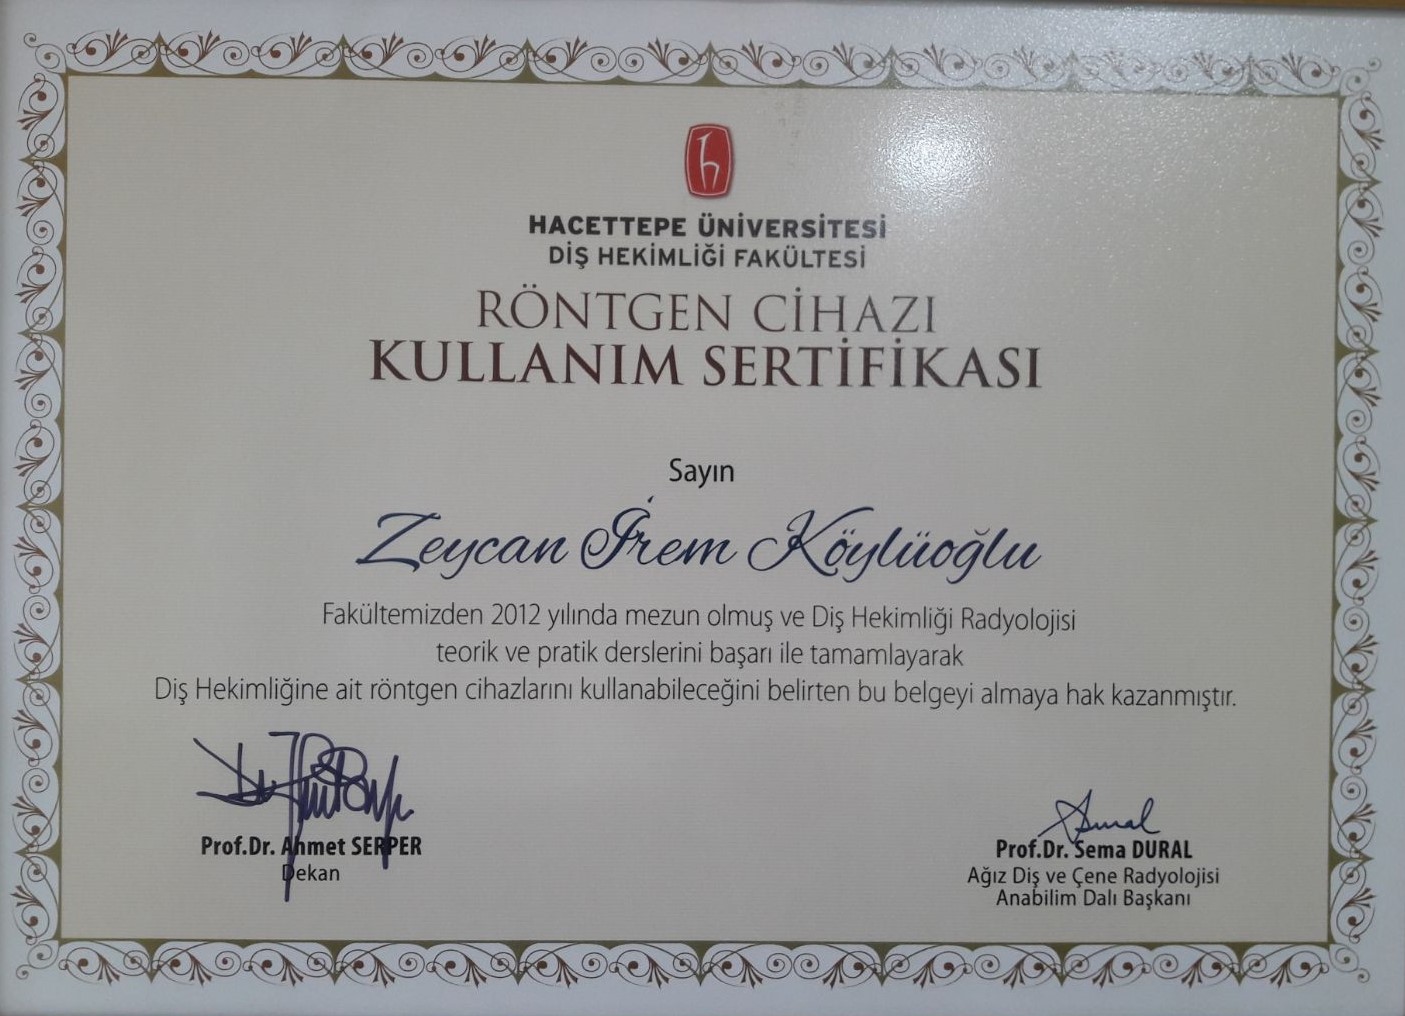 HACETTEPE ÜNİVERSİTESİ
DİŞ HEKİMLİĞİ FAKÜLTESİ
RÖNTGEN CİHAZI
KULLANIM SERTİFİKASI
Sayın
Zeycan İrem Köylüoğlu
Fakültemizden 2012 yılında mezun olmuş ve Diş Hekimliği Radyolojisi
teorik ve pratik derslerini başarı ile tamamlayarak
Diş Hekimliğine ait röntgen cihazlarını kullanabileceğini belirten bu belgeyi almaya hak kazanmıştır.
Prof.Dr. Ahmet SERPER
Dekan
Prof.Dr. Sema DURAL
Ağız Diş ve Çene Radyolojisi
Anabilim Dalı Başkanı